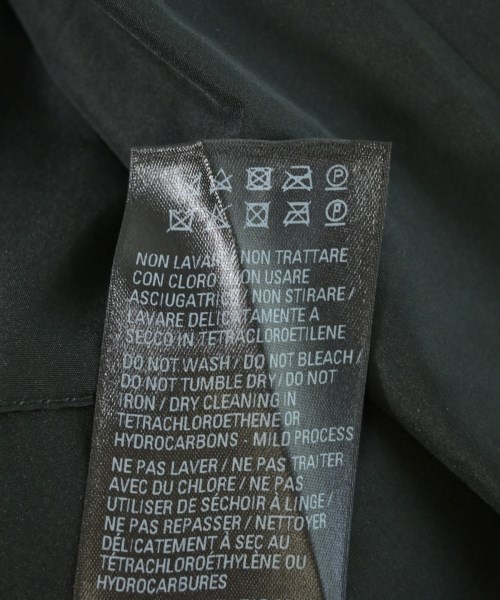 P
P
NON LAVARE / NON TRATTARE
CON CLORO / NON USARE
ASCIUGATRICE / NON STIRARE /
LAVARE DELICATAMENTE A
SECCO IN TETRACLOROETILENE
DO NOT WASH / DO NOT BLEACH /
DO NOT TUMBLE DRY / DO NOT
IRON / DRY CLEANING IN
TETRACHLOROETHENE OR
HYDROCARBONS - MILD PROCESS
NE PAS LAVER / NE PAS TRAITER
AVEC DU CHLORE / NE PAS
UTILISER DE SÉCHOIR À LINGE /
NE PAS REPASSER / NETTOYER
DÉLICATEMENT À SEC AU
TETRACHLOROÉTHYLÈNE OU
HYDROCARBURES